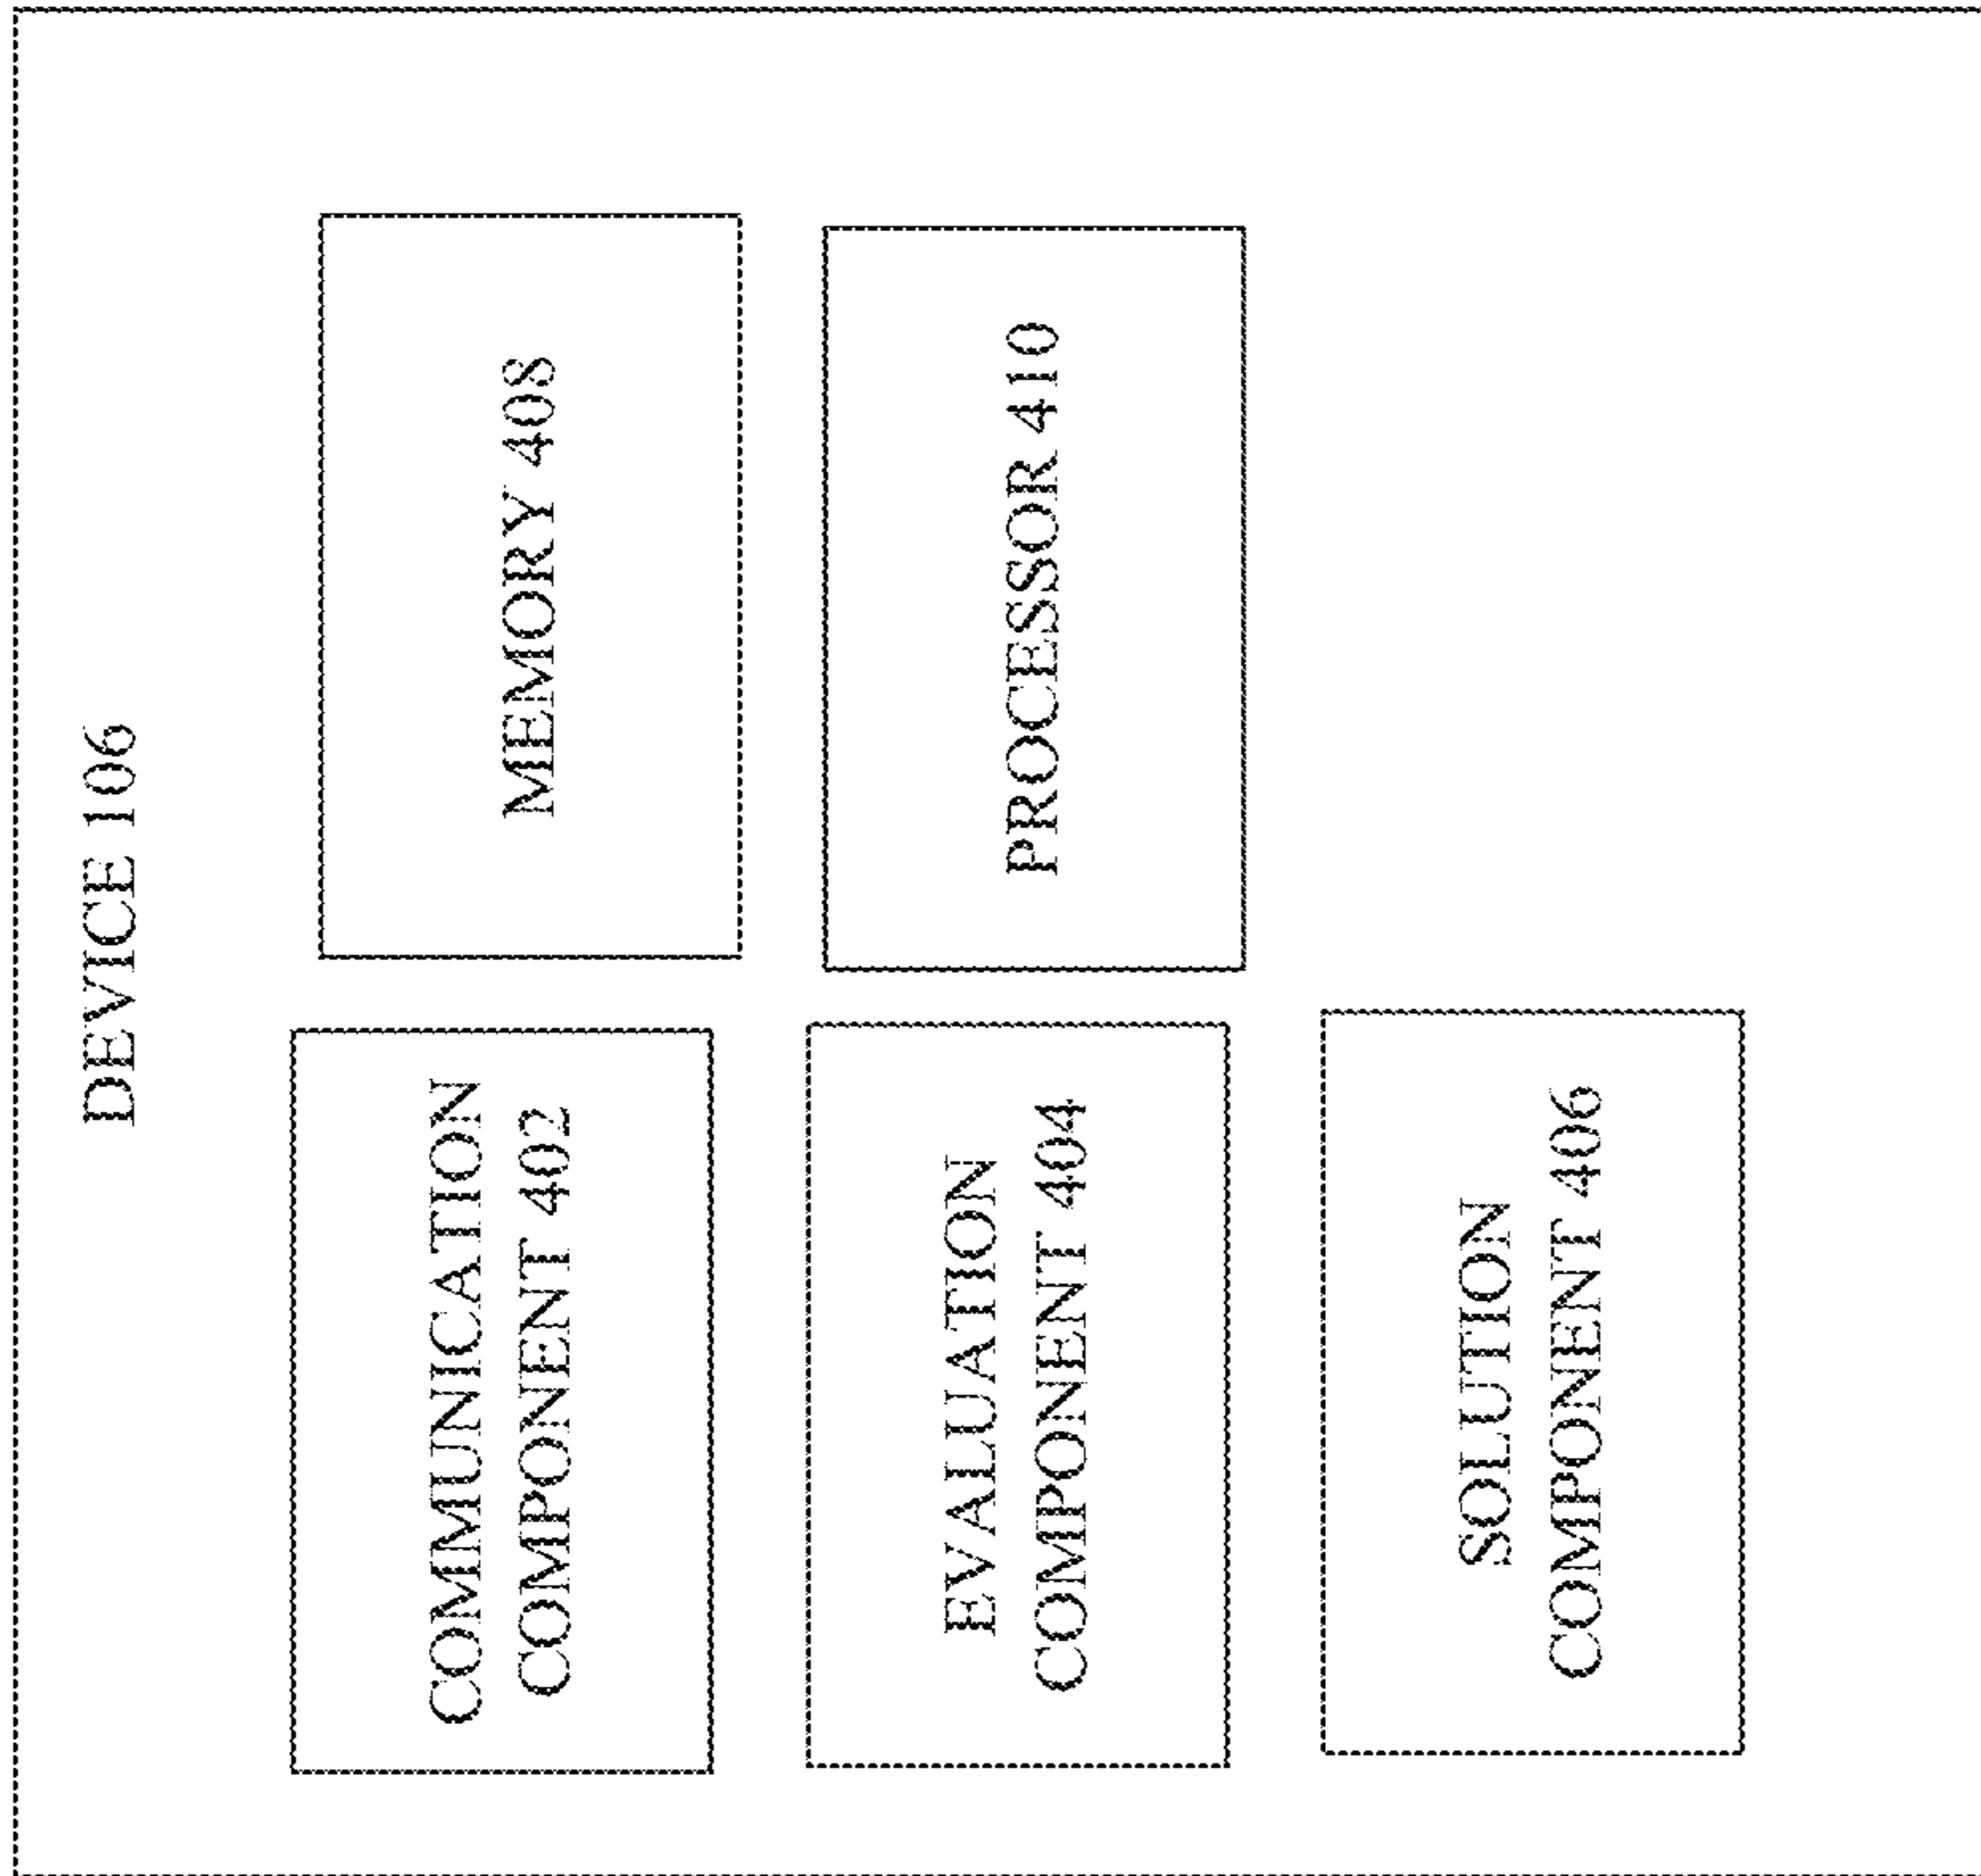 DEVICE 106
COMMUNICATION
COMPONENT 402
MEMORY 408
EVALUATION
COMPONENT 404
PROCESSOR 410
SOLUTION
COMPONENT 406